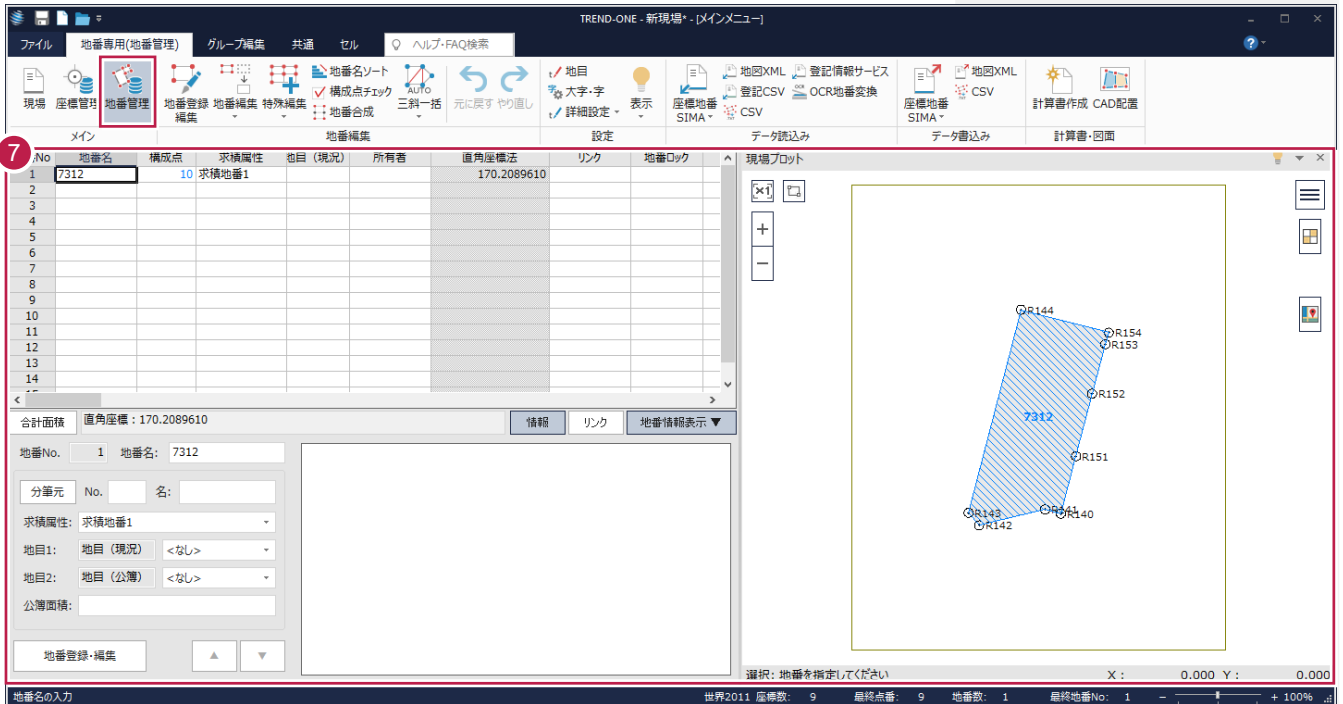 TREND-ONE - 新現場* - [メインメニュー]
ファイル 地番専用(地番管理) グループ編集 共通 セル ヘルプ・FAQ検索
現場 座標管理 地番管理
メイン
地番登録編集 地番編集 特殊編集 地番名ソート 構成点チェック 地番合成 AUTO 三斜一括 元に戻す やり直し
地番編集
地目 大字・字 詳細設定 表示
設定
座標地番 SIMA 地図XML 登記CSV CSV 登記情報サービス OCR地番変換
データ読込み
座標地番 SIMA 地図XML CSV
データ書込み
計算書作成 CAD配置
計算書・図面
7
No 地番名 構成点 求積属性 地目（現況） 所有者 直角座標法 リンク 地番ロック
1 7312 10 求積地番1 170.2089610
2
3
4
5
6
7
8
9
10
11
12
13
14
15
合計面積 直角座標：170.2089610 情報 リンク 地番情報表示 ▼
地番No. 1 地番名: 7312
分筆元 No. 名:
求積属性: 求積地番1
地目1: 地目（現況） <なし>
地目2: 地目（公簿） <なし>
公簿面積:
地番登録・編集 ▲ ▼
現場プロット
×1
+
−
R144
R154
R153
R152
7312
R151
R143 R141 R140
R142
選択: 地番を指定してください X : 0.000 Y : 0.000
地番名の入力 世界2011 座標数: 9 最終点番: 9 地番数: 1 最終地番No: 1 − + 100%